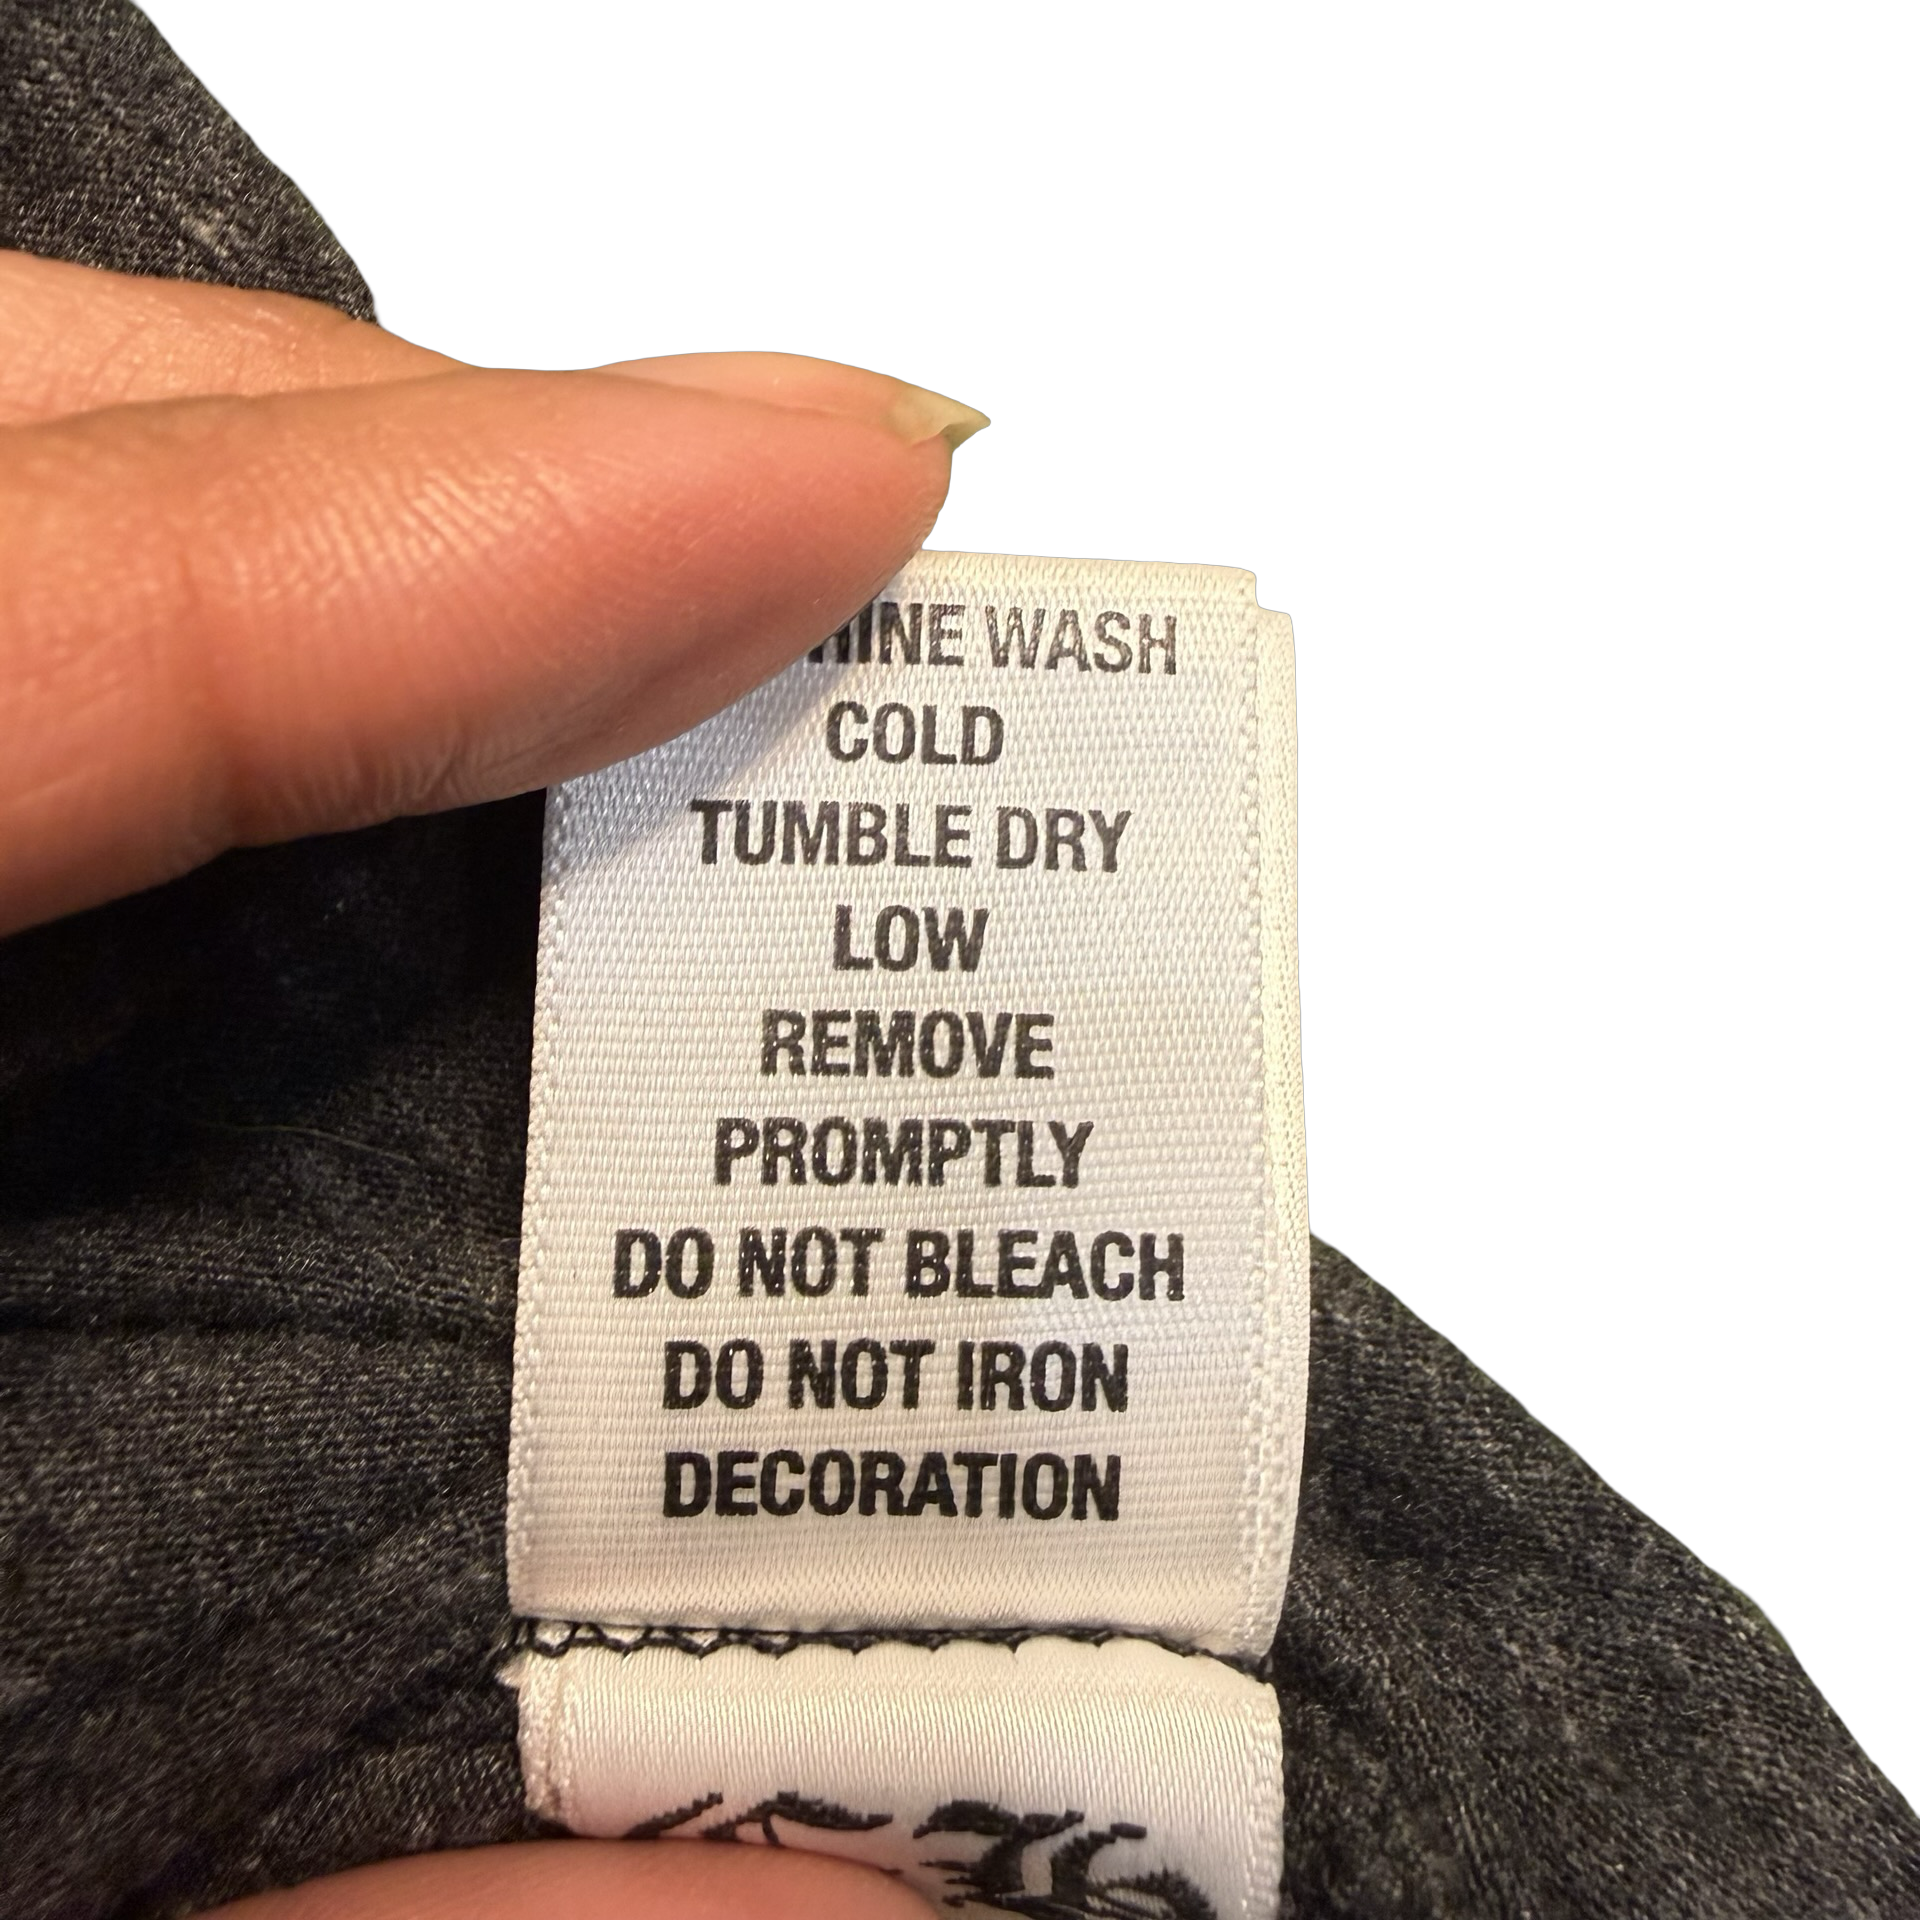 HINE WASH
COLD
TUMBLE DRY
LOW
REMOVE
PROMPTLY
DO NOT BLEACH
DO NOT IRON
DECORATION